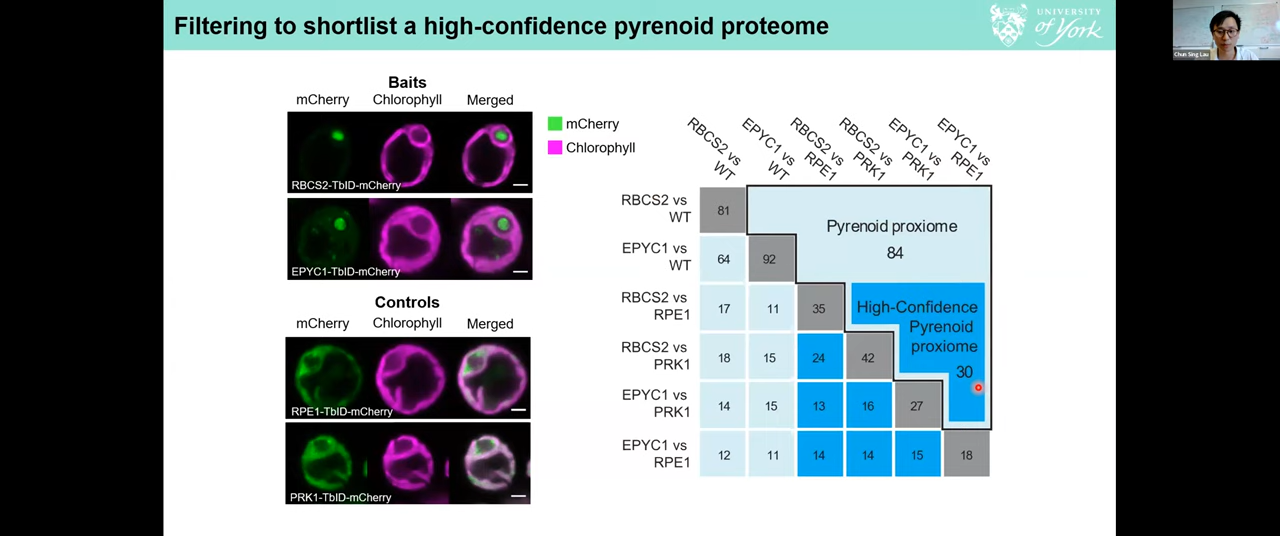 Filtering to shortlist a high-confidence pyrenoid proteome
UNIVERSITY
of York
Chun Sing Lau
Baits
mCherry Chlorophyll Merged
RBCS2-TbID-mCherry
EPYC1-TbID-mCherry
mCherry
Chlorophyll
Controls
mCherry Chlorophyll Merged
RPE1-TbID-mCherry
PRK1-TbID-mCherry
RBCS2 vs
WT
EPYC1 vs
WT
RBCS2 vs
RPE1
RBCS2 vs
PRK1
EPYC1 vs
PRK1
EPYC1 vs
RPE1
RBCS2 vs
WT
81
EPYC1 vs
WT
64 92
RBCS2 vs
RPE1
17 11 35
RBCS2 vs
PRK1
18 15 24 42
EPYC1 vs
PRK1
14 15 13 16 27
EPYC1 vs
RPE1
12 11 14 14 15 18
Pyrenoid proxiome
84
High-Confidence
Pyrenoid
proxiome
30